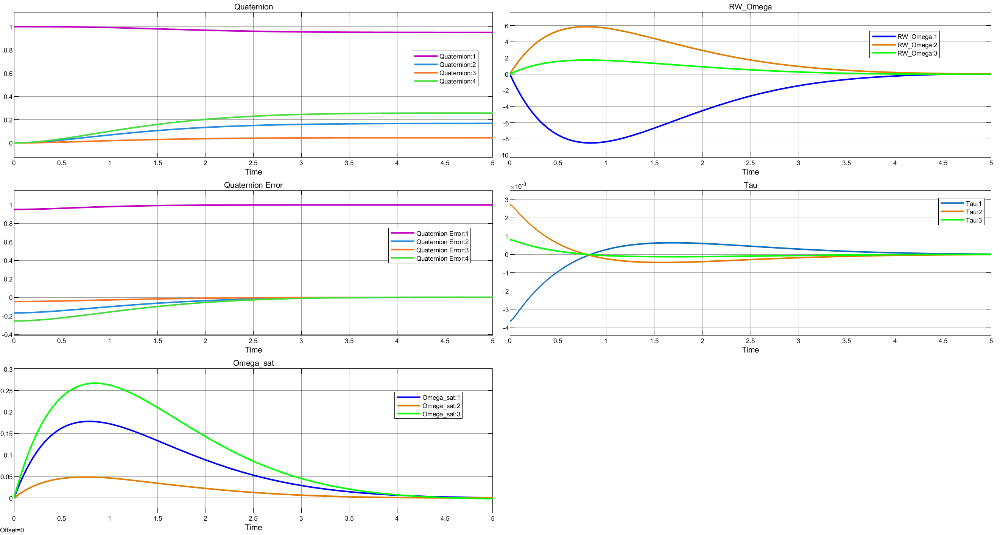 Quaternion
1
0.8
0.6
0.4
0.2
0
Quaternion:1
Quaternion:2
Quaternion:3
Quaternion:4
0 0.5 1 1.5 2 2.5 3 3.5 4 4.5 5
Time
RW_Omega
6
4
2
0
-2
-4
-6
-8
-10
RW_Omega:1
RW_Omega:2
RW_Omega:3
0 0.5 1 1.5 2 2.5 3 3.5 4 4.5 5
Time
Quaternion Error
1
0.8
0.6
0.4
0.2
0
-0.2
-0.4
Quaternion Error:1
Quaternion Error:2
Quaternion Error:3
Quaternion Error:4
0 0.5 1 1.5 2 2.5 3 3.5 4 4.5 5
Time
×10-3
Tau
3
2
1
0
-1
-2
-3
-4
Tau:1
Tau:2
Tau:3
0 0.5 1 1.5 2 2.5 3 3.5 4 4.5 5
Time
Omega_sat
0.3
0.25
0.2
0.15
0.1
0.05
0
Omega_sat:1
Omega_sat:2
Omega_sat:3
0 0.5 1 1.5 2 2.5 3 3.5 4 4.5 5
Time
Offset=0